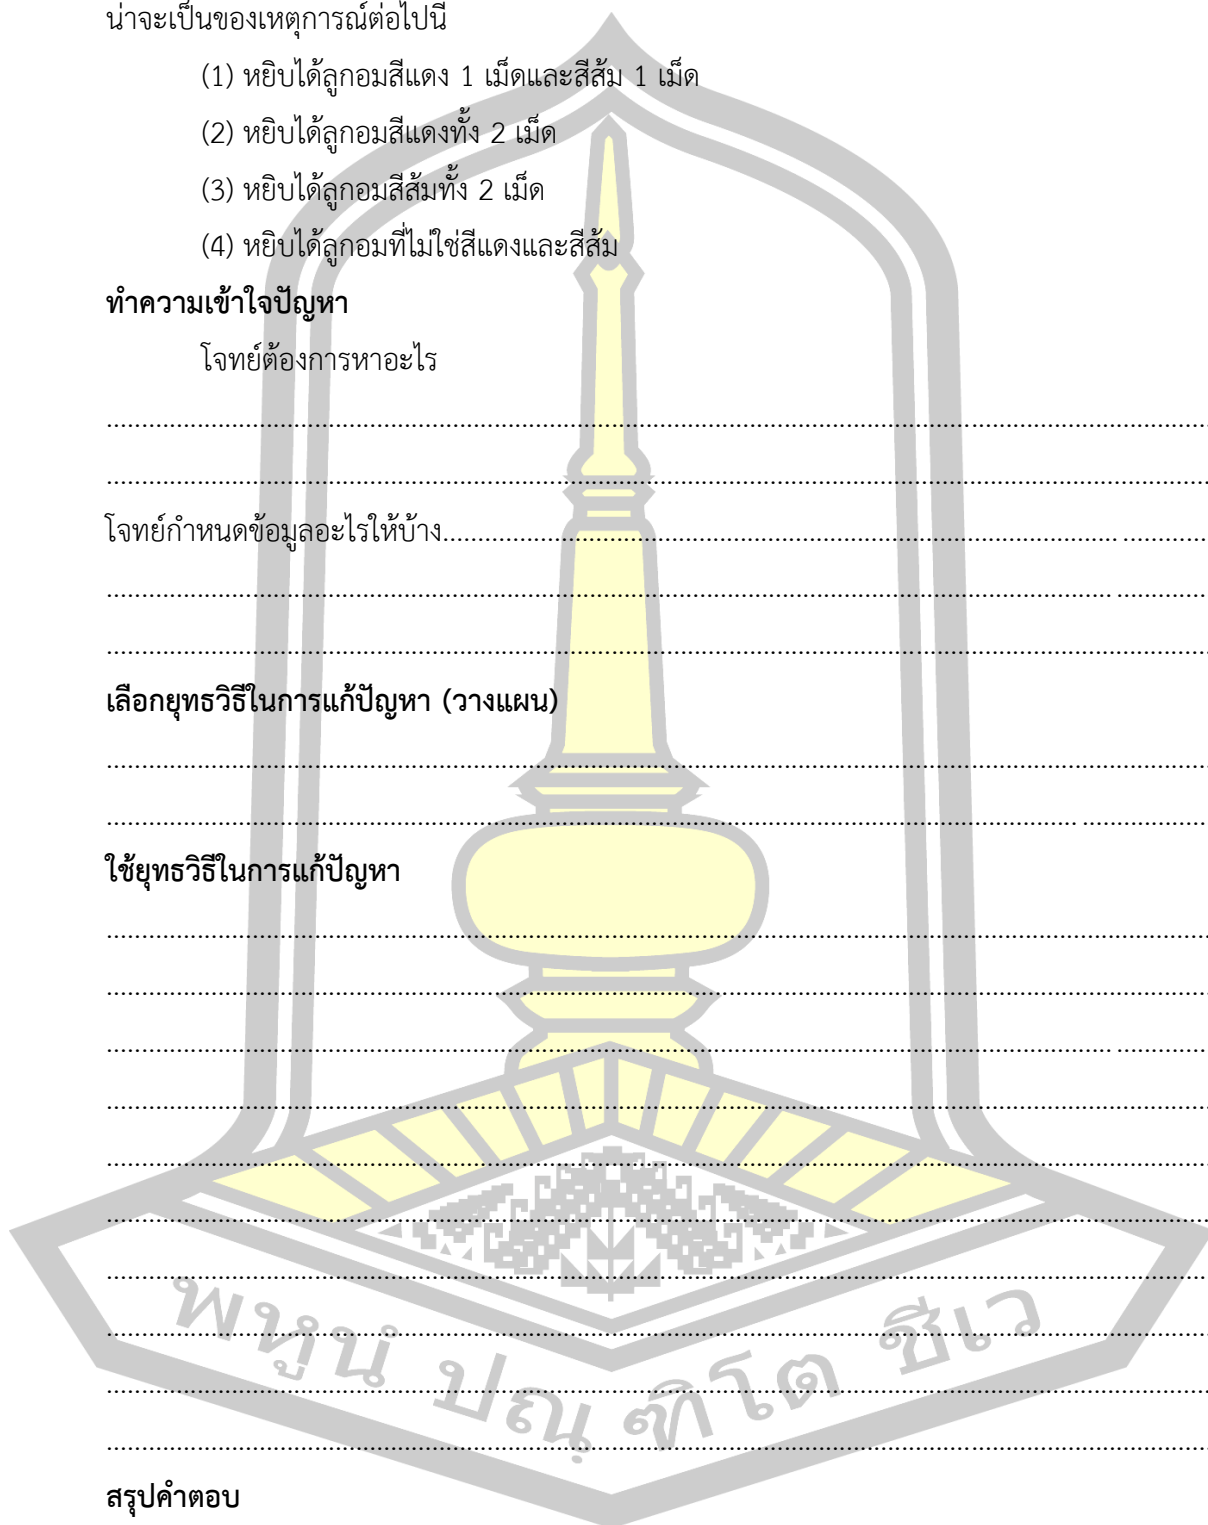 น่าจะเป็นของเหตุการณ์ต่อไปนี้
(1) หยิบได้ลูกอมสีแดง 1 เม็ดและสีส้ม 1 เม็ด
(2) หยิบได้ลูกอมสีแดงทั้ง 2 เม็ด
(3) หยิบได้ลูกอมสีส้มทั้ง 2 เม็ด
(4) หยิบได้ลูกอมที่ไม่ใช่สีแดงและสีส้ม
ทำความเข้าใจปัญหา
โจทย์ต้องการหาอะไร
โจทย์กำหนดข้อมูลอะไรให้บ้าง
เลือกยุทธวิธีในการแก้ปัญหา (วางแผน)
ใช้ยุทธวิธีในการแก้ปัญหา
พหูนํ ปณฺฑิโต ชีเว
สรุปคำตอบ